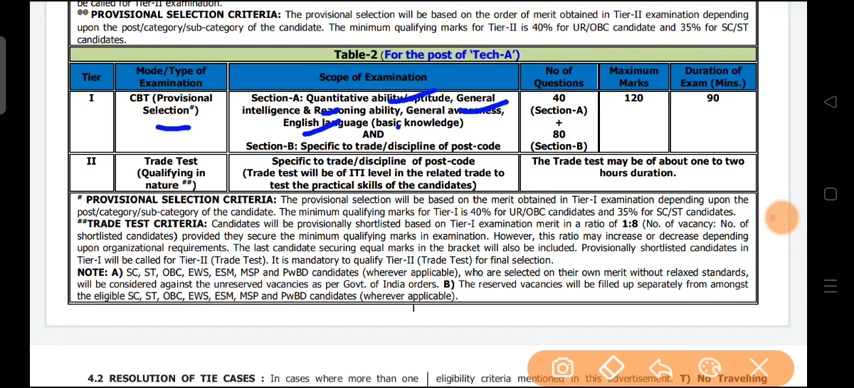 be called for Tier-II examination.
@@ PROVISIONAL SELECTION CRITERIA: The provisional selection will be based on the order of merit obtained in Tier-II examination depending
upon the post/category/sub-category of the candidate. The minimum qualifying marks for Tier-II is 40% for UR/OBC candidate and 35% for SC/ST
candidates.
Table-2 (For the post of ‘Tech-A’)
Tier
Mode/Type of
Examination
Scope of Examination
No of
Questions
Maximum
Marks
Duration of
Exam (Mins.)
I
CBT (Provisional
Selection#)
Section-A: Quantitative ability/aptitude, General
intelligence & Reasoning ability, General awareness,
English language (basic knowledge)
AND
Section-B: Specific to trade/discipline of post-code
40
(Section-A)
+
80
(Section-B)
120
90
II
Trade Test
(Qualifying in
nature ##)
Specific to trade/discipline of post-code
(Trade test will be of ITI level in the related trade to
test the practical skills of the candidates)
The Trade test may be of about one to two
hours duration.
# PROVISIONAL SELECTION CRITERIA: The provisional selection will be based on the merit obtained in Tier-I examination depending upon the
post/category/sub-category of the candidate. The minimum qualifying marks for Tier-I is 40% for UR/OBC candidates and 35% for SC/ST candidates.
##TRADE TEST CRITERIA: Candidates will be provisionally shortlisted based on Tier-I examination merit in a ratio of 1:8 (No. of vacancy: No. of
shortlisted candidates) provided they secure the minimum qualifying marks in examination. However, this ratio may increase or decrease depending
upon organizational requirements. The last candidate securing equal marks in the bracket will also be included. Provisionally shortlisted candidates in
Tier-I will be called for Tier-II (Trade Test). It is mandatory to qualify Tier-II (Trade Test) for final selection.
NOTE: A) SC, ST, OBC, EWS, ESM, MSP and PwBD candidates (wherever applicable), who are selected on their own merit without relaxed standards,
will be considered against the unreserved vacancies as per Govt. of India orders. B) The reserved vacancies will be filled up separately from amongst
the eligible SC, ST, OBC, EWS, ESM, MSP and PwBD candidates (wherever applicable).
4.2 RESOLUTION OF TIE CASES : In cases where more than one
eligibility criteria mentioned in this advertisement. T) No Travelling